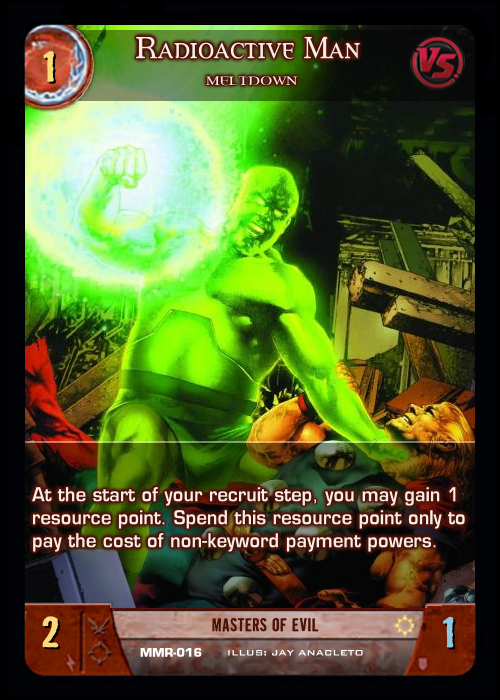 1
RADIOACTIVE MAN
VS.
MELTDOWN
At the start of your recruit step, you may gain 1
resource point. Spend this resource point only to
pay the cost of non-keyword payment powers.
2
MASTERS OF EVIL
1
MMR-016 ILLUS: JAY ANACLETO